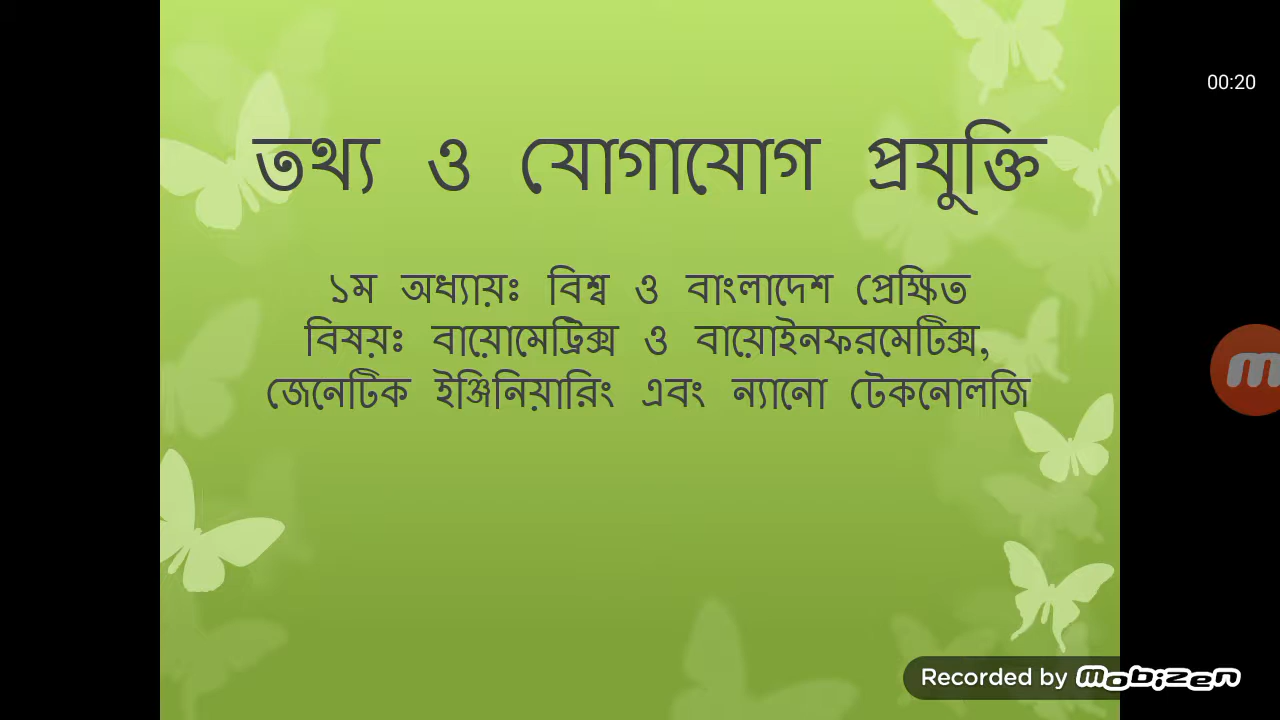 00:20
তথ্য ও যোগাযোগ প্রযুক্তি
১ম অধ্যায়ঃ বিশ্ব ও বাংলাদেশ প্রেক্ষিত
বিষয়ঃ বায়োমেট্রিক্স ও বায়োইনফরমেটিক্স,
জেনেটিক ইঞ্জিনিয়ারিং এবং ন্যানো টেকনোলজি
Recorded by mobizen